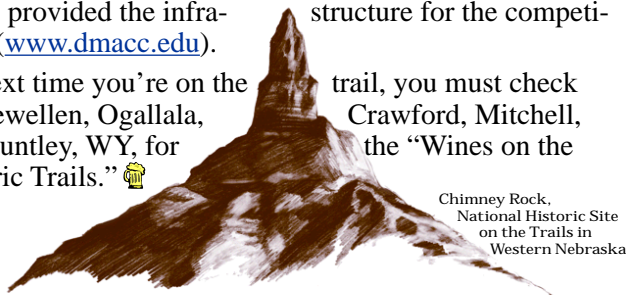 provided the infra- structure for the competi-
(www.dmacc.edu).
ext time you're on the trail, you must check
ewellen, Ogallala, Crawford, Mitchell,
untley, WY, for the “Wines on the
ric Trails.”
Chimney Rock,
National Historic Site
on the Trails in
Western Nebraska